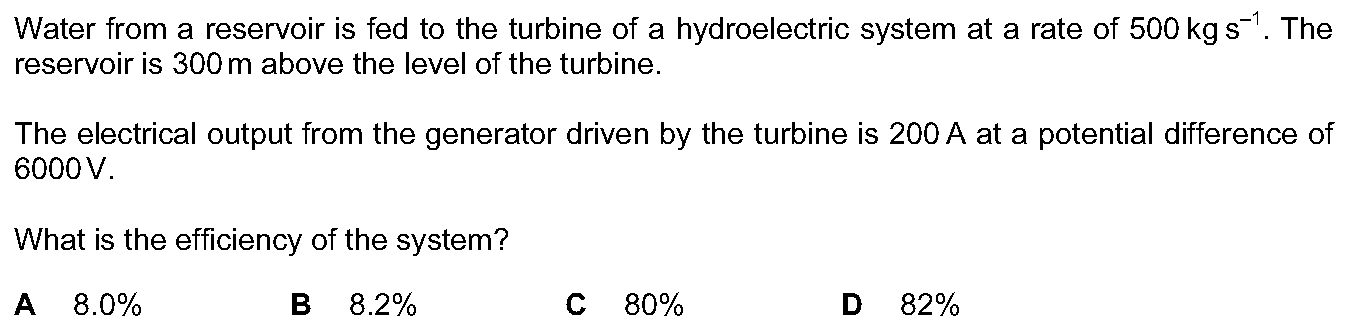 Water from a reservoir is fed to the turbine of a hydroelectric system at a rate of 500 kg s⁻¹. The
reservoir is 300 m above the level of the turbine.
The electrical output from the generator driven by the turbine is 200 A at a potential difference of
6000 V.
What is the efficiency of the system?
A 8.0% B 8.2% C 80% D 82%